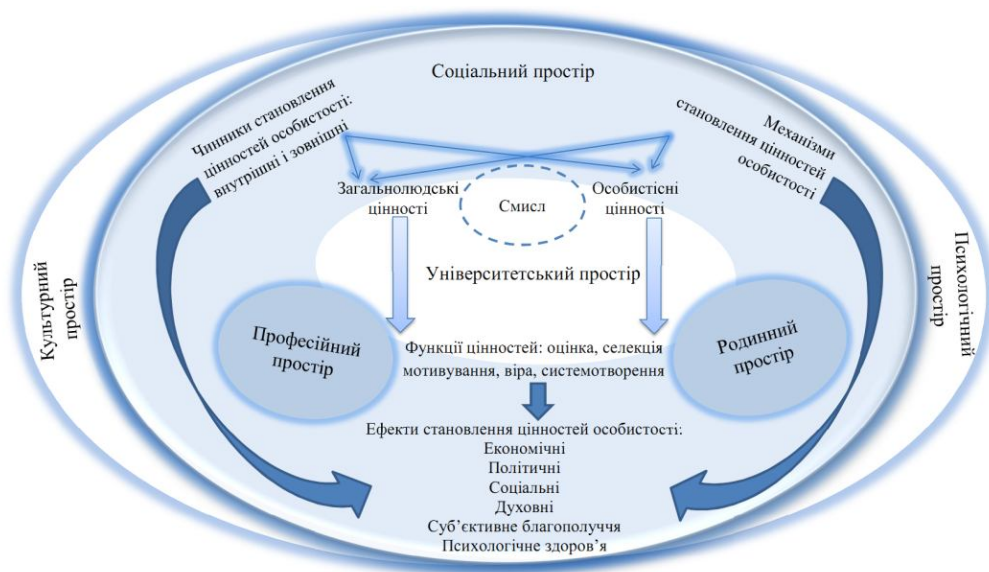 Соціальний простір
Чинники становлення
цінностей особистості:
внутрішні і зовнішні
Механізми
становлення цінностей
особистості
Загальнолюдські
цінності
Смисл
Особистісні
цінності
Культурний
простір
Університетський простір
Психологічний
простір
Професійний
простір
Родинний
простір
Функції цінностей: оцінка, селекція
мотивування, віра, системотворення
Ефекти становлення цінностей особистості:
Економічні
Політичні
Соціальні
Духовні
Суб’єктивне благополуччя
Психологічне здоров’я